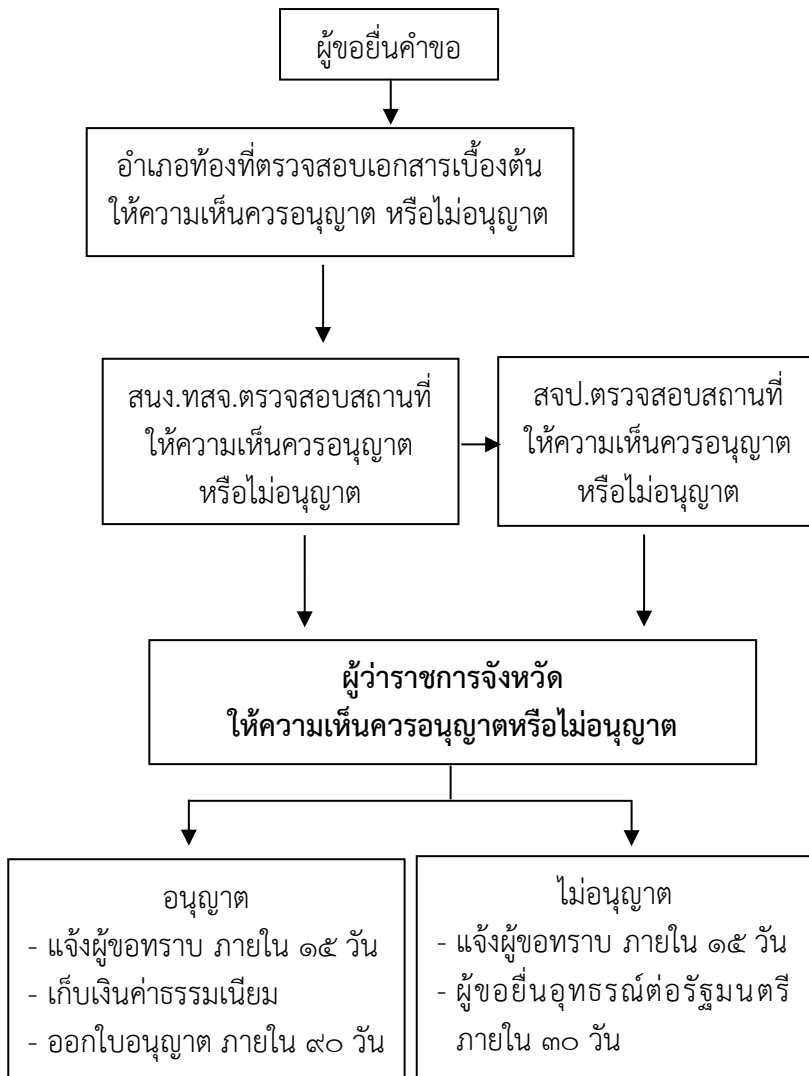 ผู้ขอยื่นคำขอ
อำเภอท้องที่ตรวจสอบเอกสารเบื้องต้น
ให้ความเห็นควรอนุญาต หรือไม่อนุญาต
สนง.ทสจ.ตรวจสอบสถานที่
ให้ความเห็นควรอนุญาต
หรือไม่อนุญาต
สจป.ตรวจสอบสถานที่
ให้ความเห็นควรอนุญาต
หรือไม่อนุญาต
ผู้ว่าราชการจังหวัด
ให้ความเห็นควรอนุญาตหรือไม่อนุญาต
อนุญาต
- แจ้งผู้ขอทราบ ภายใน ๑๕ วัน
- เก็บเงินค่าธรรมเนียม
- ออกใบอนุญาต ภายใน ๙๐ วัน
ไม่อนุญาต
- แจ้งผู้ขอทราบ ภายใน ๑๕ วัน
- ผู้ขอยื่นอุทธรณ์ต่อรัฐมนตรี
ภายใน ๓๐ วัน